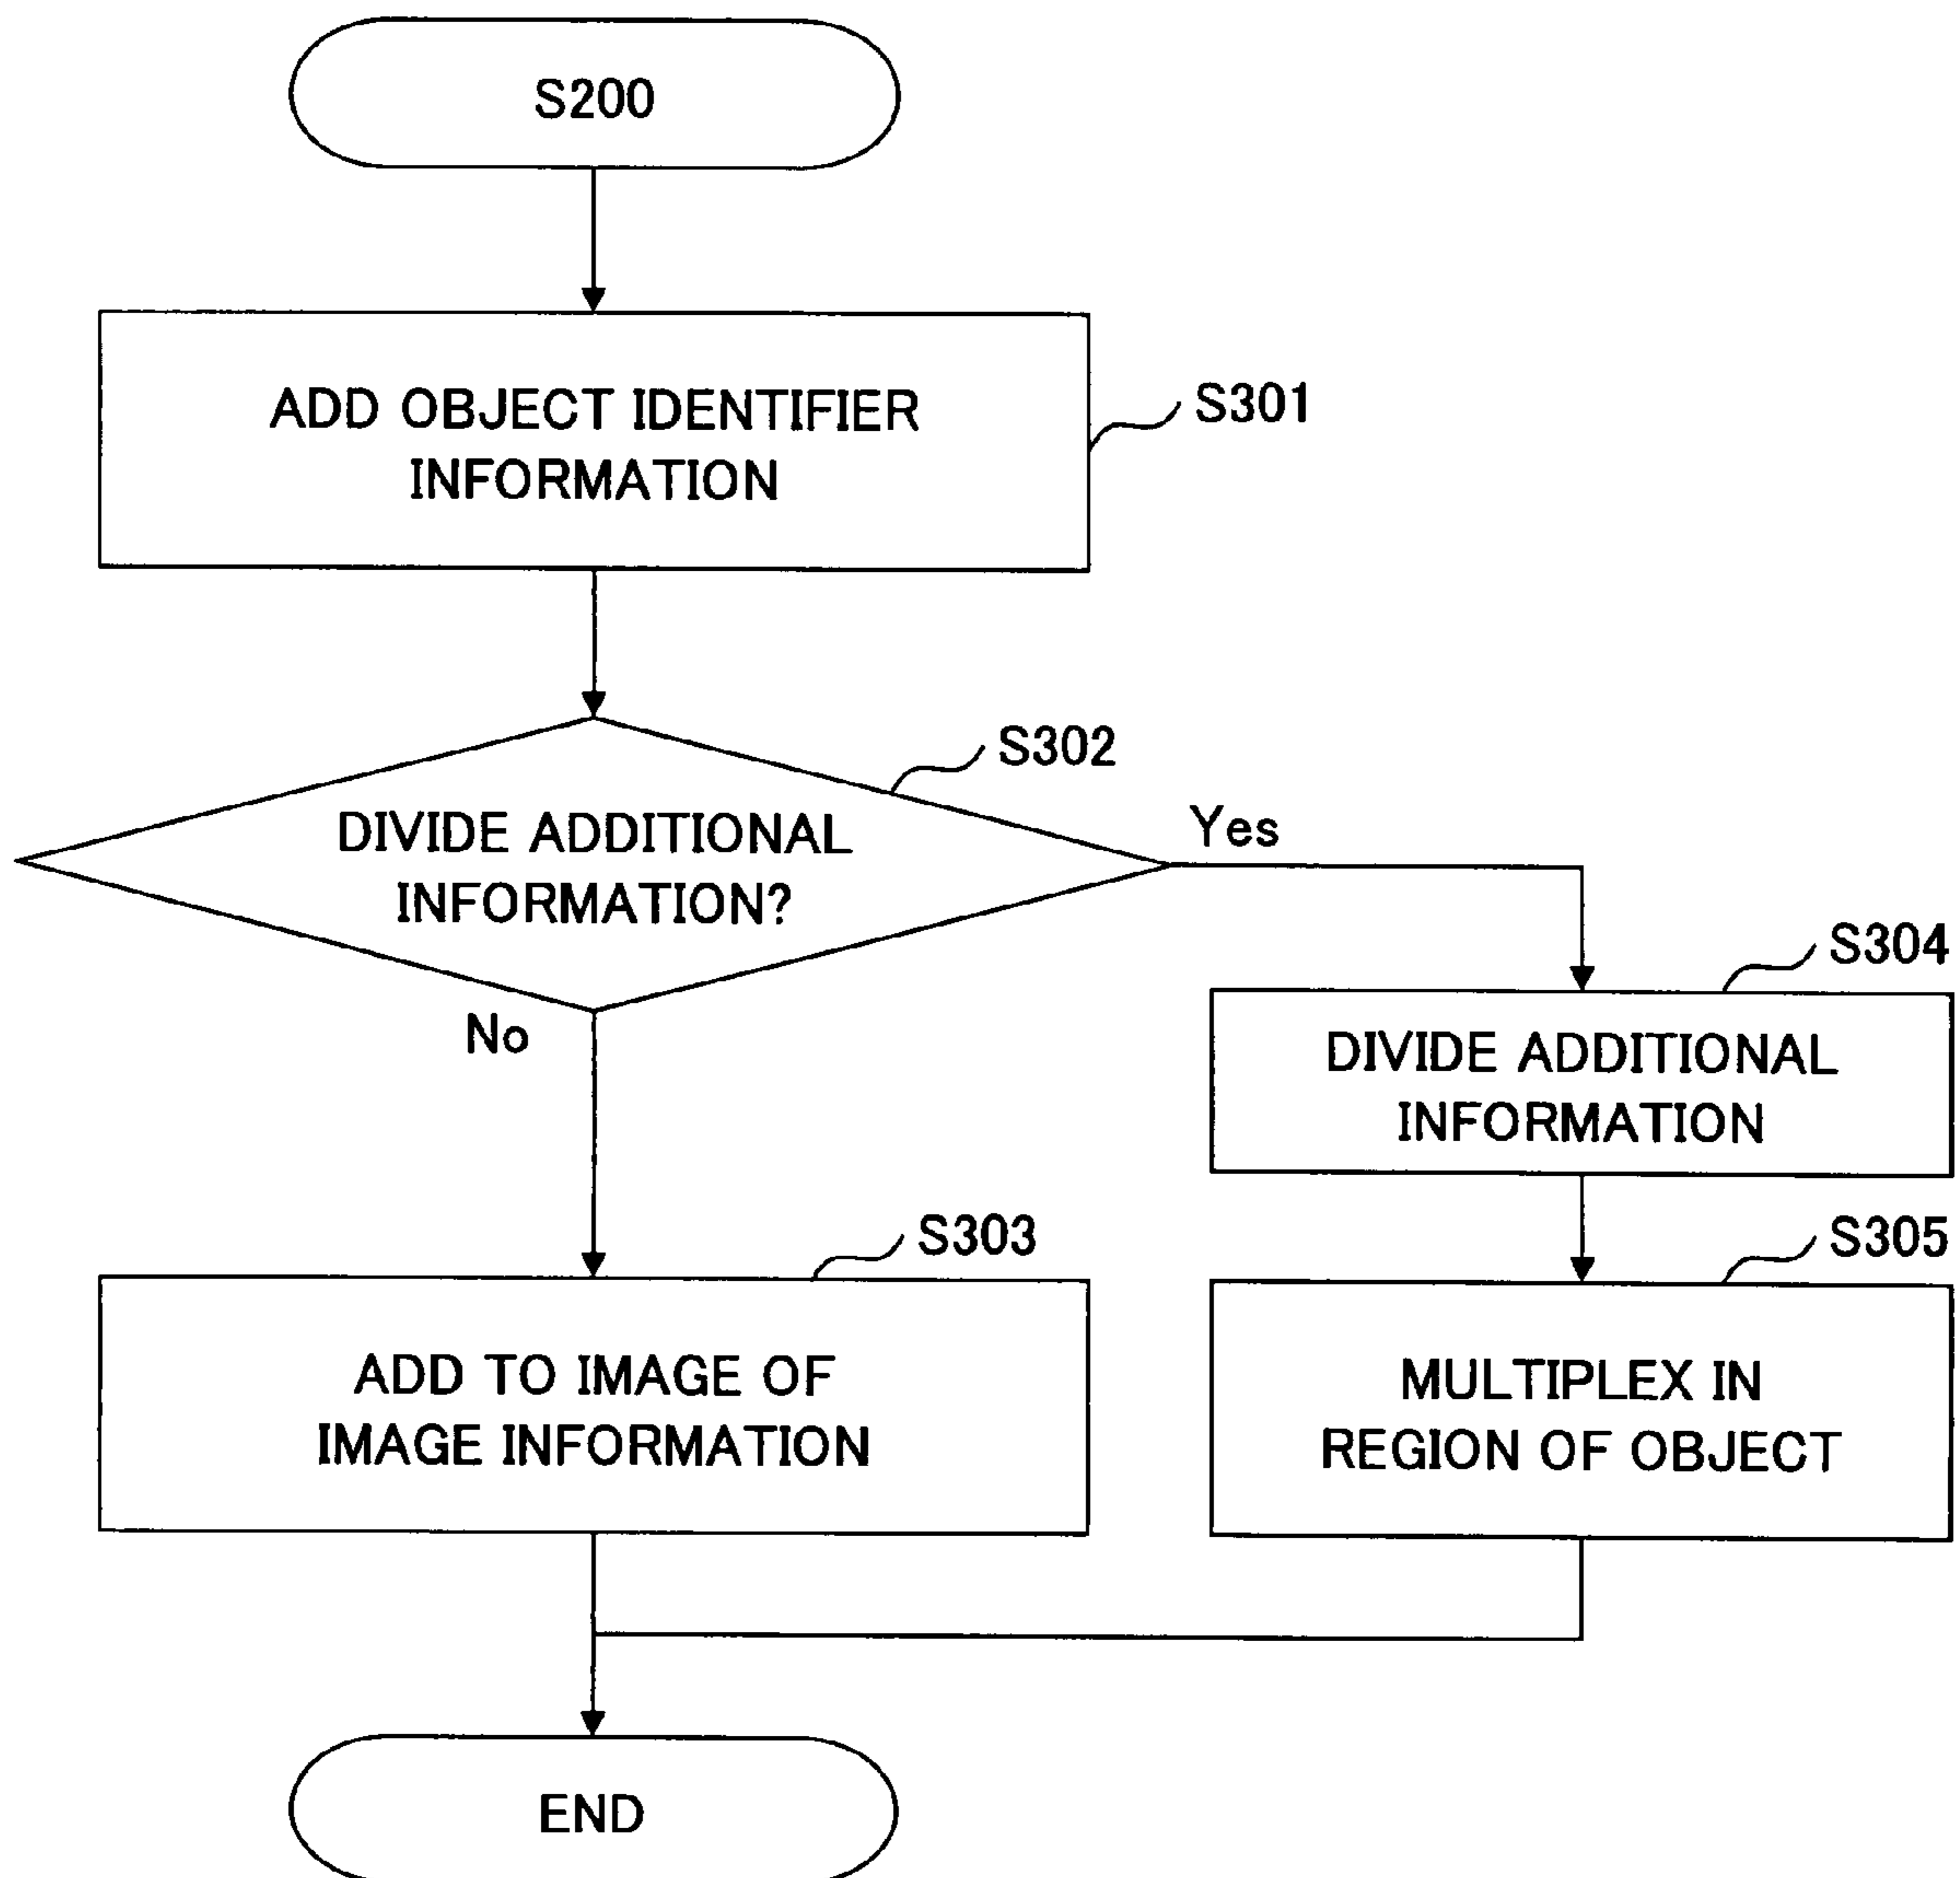 S200
ADD OBJECT IDENTIFIER
INFORMATION
S301
S302
DIVIDE ADDITIONAL
INFORMATION?
Yes
No
S304
DIVIDE ADDITIONAL
INFORMATION
S303
ADD TO IMAGE OF
IMAGE INFORMATION
S305
MULTIPLEX IN
REGION OF OBJECT
END